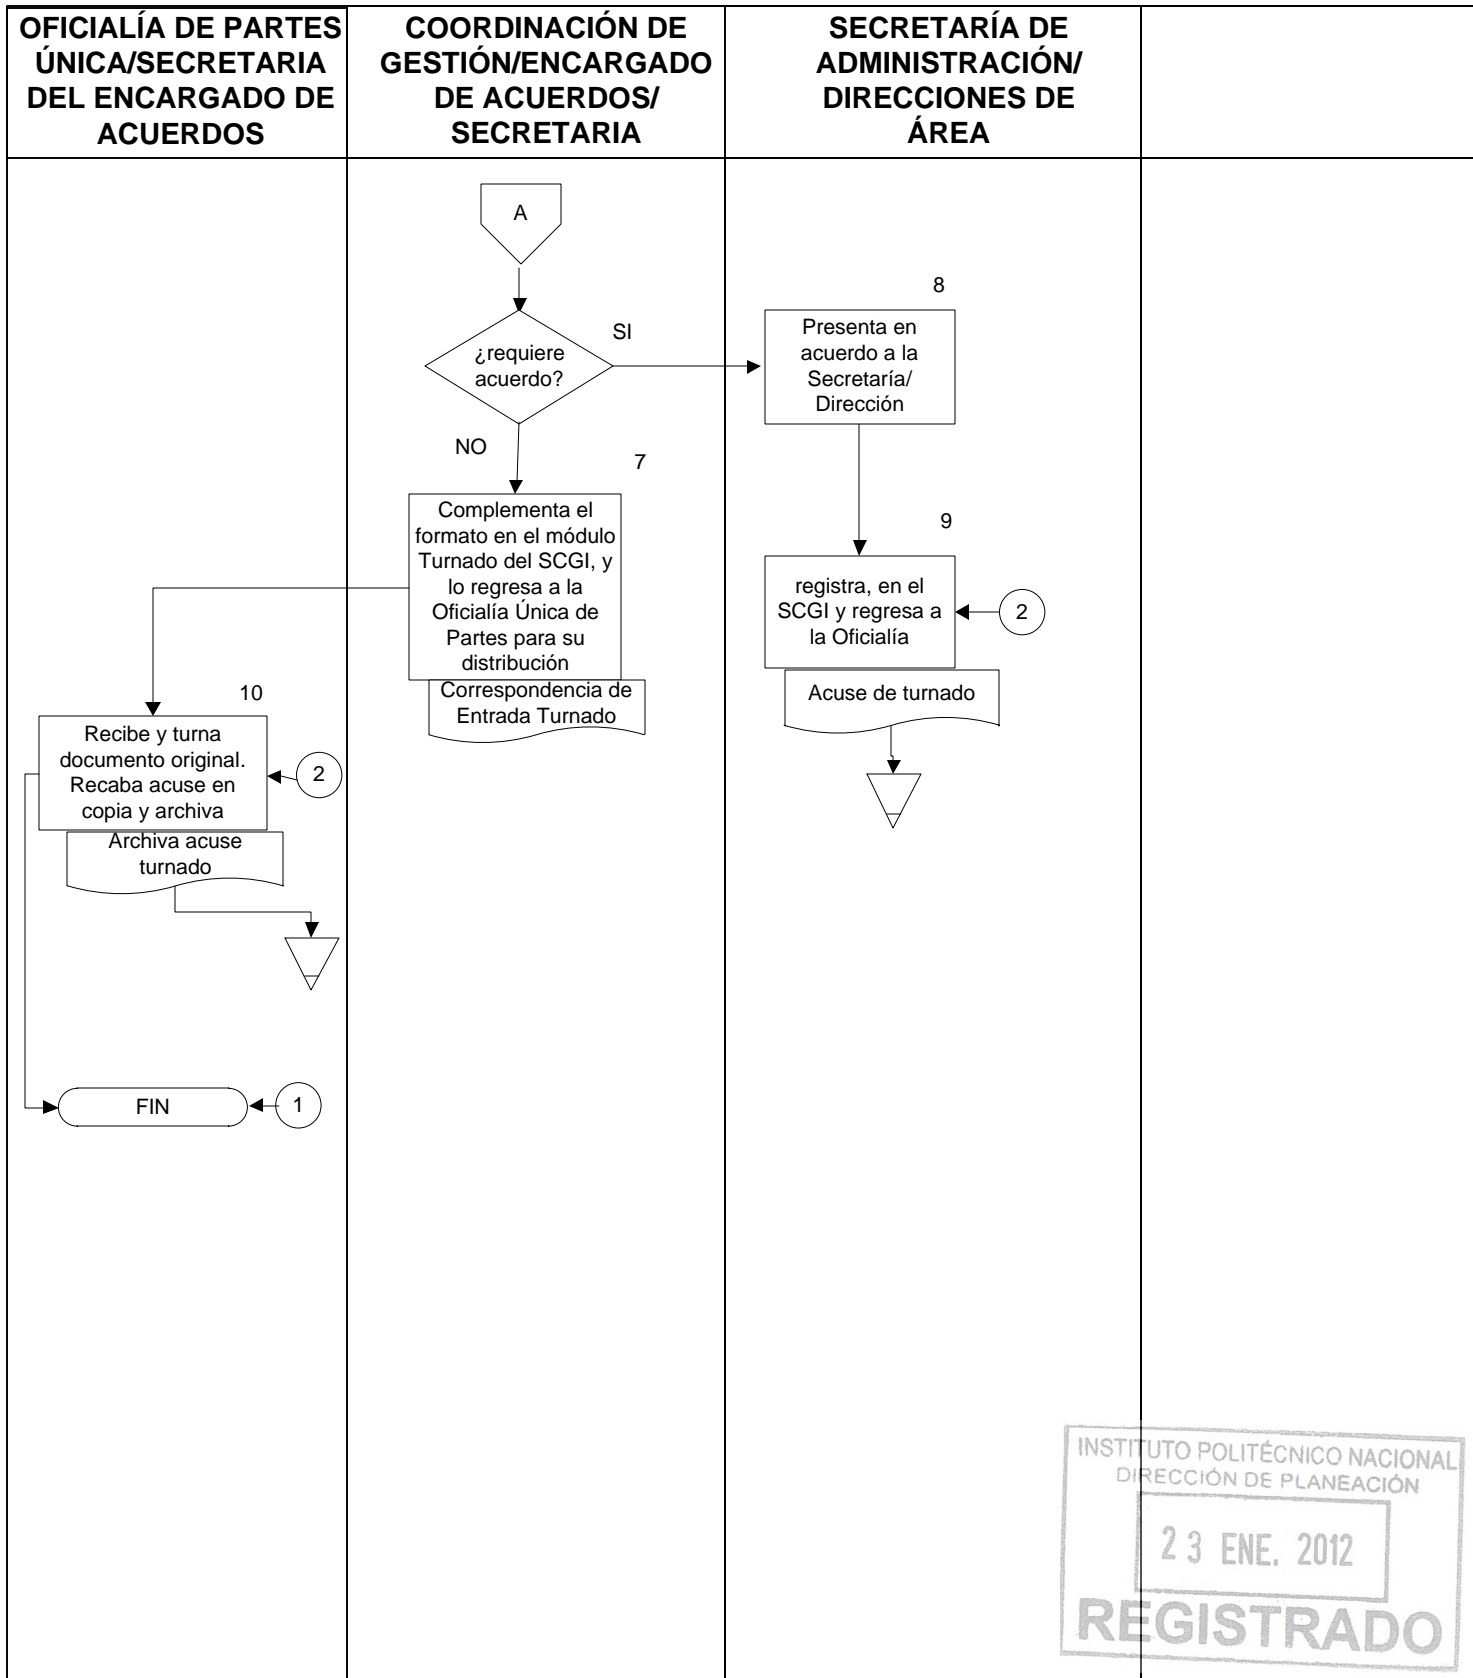 OFICIALÍA DE PARTES
ÚNICA/SECRETARIA
DEL ENCARGADO DE
ACUERDOS
COORDINACIÓN DE
GESTIÓN/ENCARGADO
DE ACUERDOS/
SECRETARIA
SECRETARÍA DE
ADMINISTRACIÓN/
DIRECCIONES DE
ÁREA
A
¿requiere
acuerdo?
SI
NO
8
Presenta en
acuerdo a la
Secretaría/
Dirección
7
Complementa el
formato en el módulo
Turnado del SCGI, y
lo regresa a la
Oficialía Única de
Partes para su
distribución
Correspondencia de
Entrada Turnado
9
registra, en el
SCGI y regresa a
la Oficialía
2
Acuse de turnado
10
Recibe y turna
documento original.
Recaba acuse en
copia y archiva
2
Archiva acuse
turnado
FIN
1
INSTITUTO POLITÉCNICO NACIONAL
DIRECCIÓN DE PLANEACIÓN
23 ENE. 2012
REGISTRADO